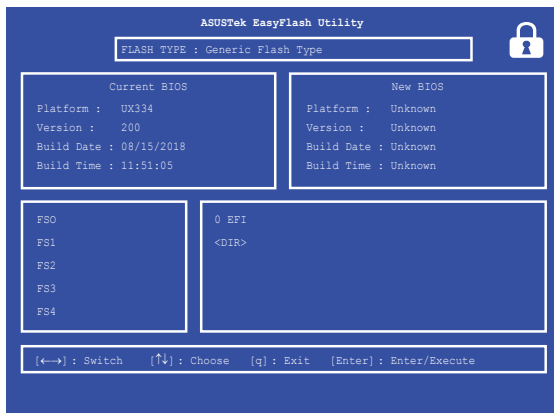 ASUSTek EasyFlash Utility
FLASH TYPE : Generic Flash Type
Current BIOS
Platform : UX334
Version : 200
Build Date : 08/15/2018
Build Time : 11:51:05
New BIOS
Platform : Unknown
Version : Unknown
Build Date : Unknown
Build Time : Unknown
FSO
FS1
FS2
FS3
FS4
0 EFI
<DIR>
[←→] : Switch [↑↓] : Choose [q] : Exit [Enter] : Enter/Execute